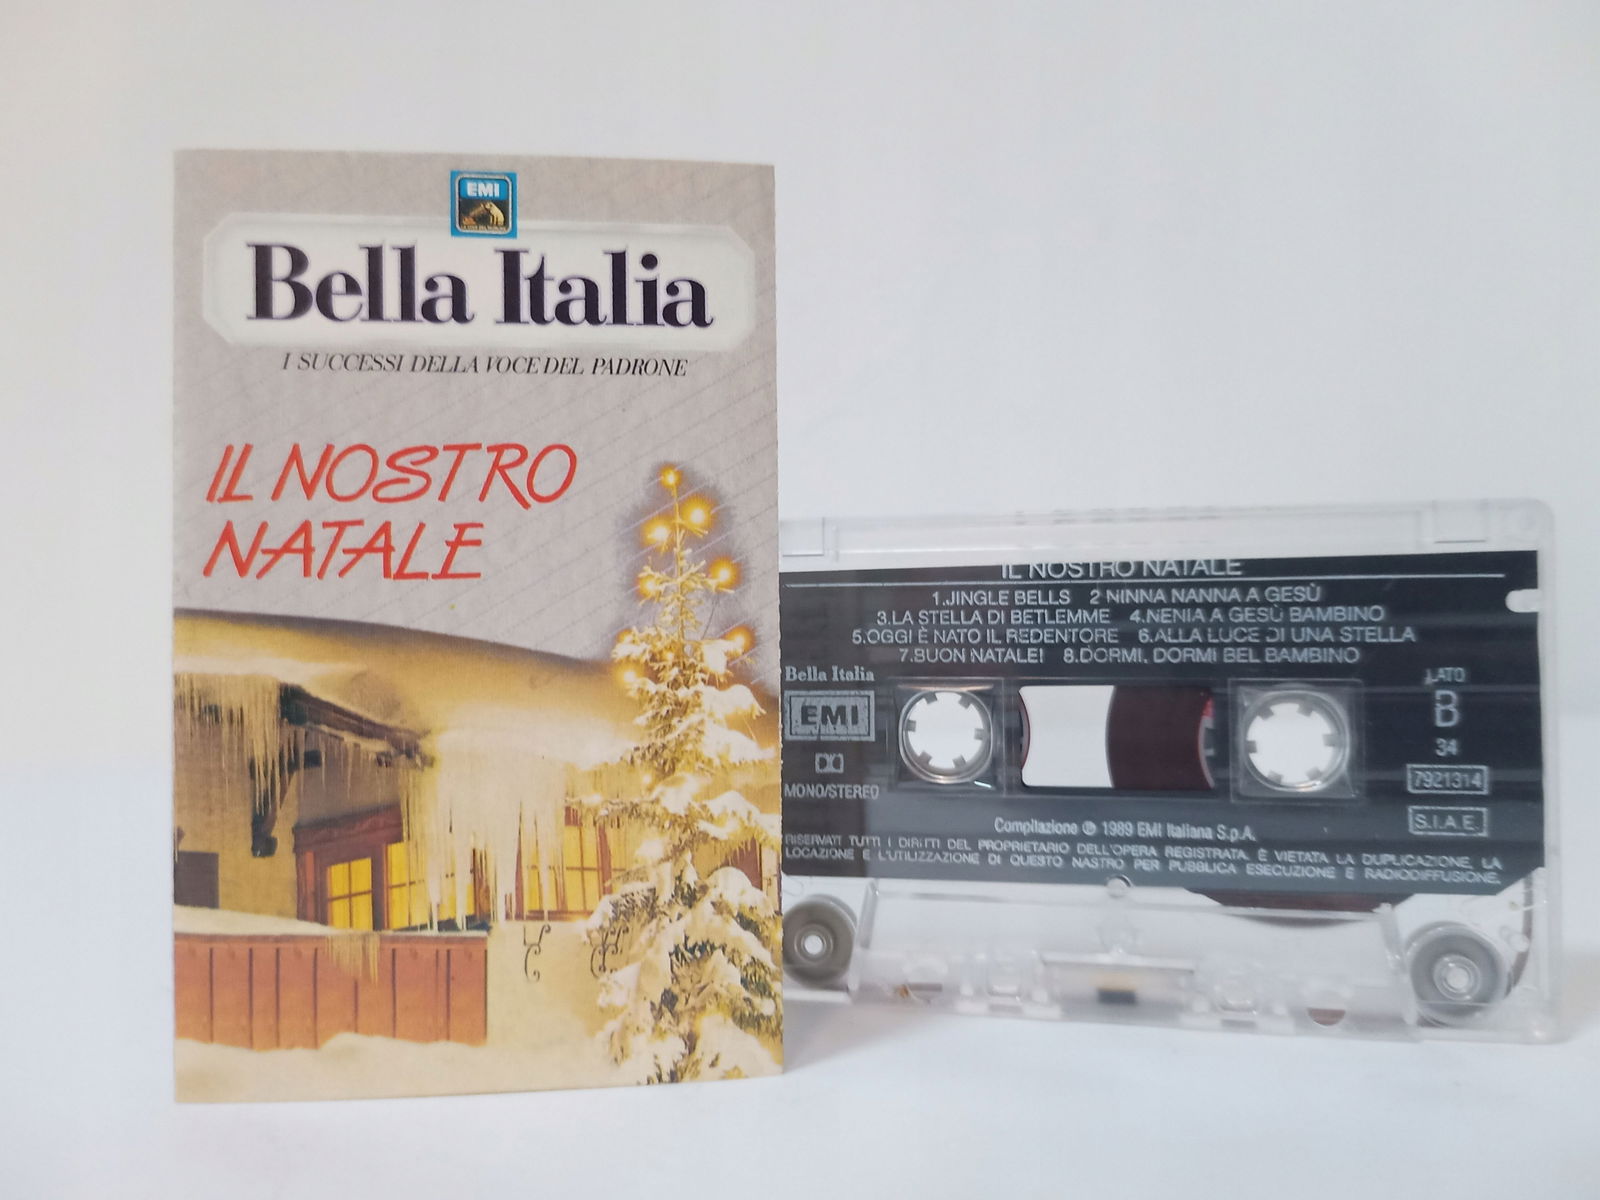 EMI
Bella Italia
I SUCCESSI DELLA VOCE DEL PADRONE
IL NOSTRO
NATALE
IL NOSTRO NATALE
1.JINGLE BELLS 2 NINNA NANNA A GESÙ
3.LA STELLA DI BETLEMME 4.NENIA A GESÙ BAMBINO
5.OGGI È NATO IL REDENTORE 6.ALLA LUCE DI UNA STELLA
7.BUON NATALE! 8.DORMI, DORMI BEL BAMBINO
Bella Italia
EMI
MONO/STEREO
LATO
B
34
7921314
S.I.A.E.
Compilazione ℗ 1989 EMI Italiana S.p.A.
RISERVATI TUTTI I DIRITTI DEL PROPRIETARIO DELL'OPERA REGISTRATA. È VIETATA LA DUPLICAZIONE, LA
LOCAZIONE E L'UTILIZZAZIONE DI QUESTO NASTRO PER PUBBLICA ESECUZIONE E RADIODIFFUSIONE.